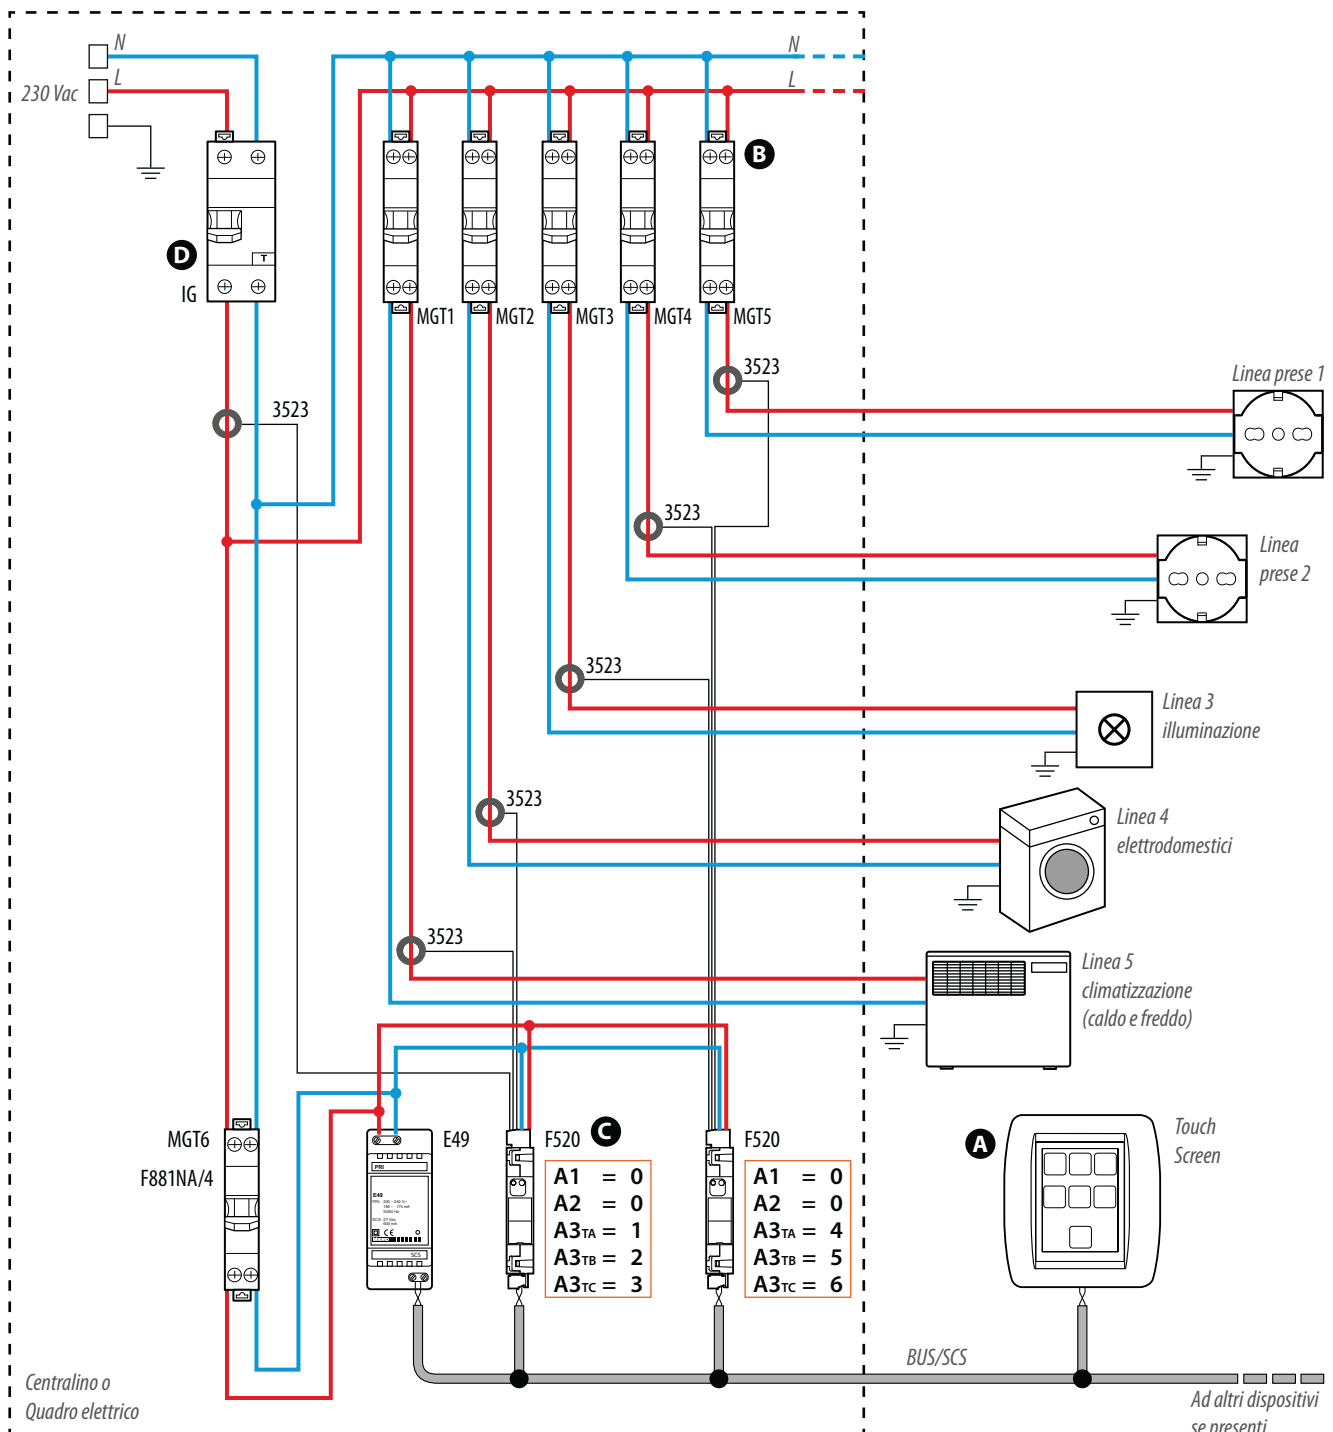 N
L
230 Vac
N
L
B
D
T
IG
MGT1
MGT2
MGT3
MGT4
MGT5
3523
3523
Linea prese 1
3523
Linea
prese 2
3523
Linea 3
illuminazione
3523
Linea 4
elettrodomestici
3523
Linea 5
climatizzazione
(caldo e freddo)
MGT6
F881NA/4
E49
PRI
E49
SCS
F520
C
A1 = 0
A2 = 0
A3TA = 1
A3TB = 2
A3TC = 3
F520
A1 = 0
A2 = 0
A3TA = 4
A3TB = 5
A3TC = 6
A
Touch
Screen
BUS/SCS
Centralino o
Quadro elettrico
Ad altri dispositivi
se presenti